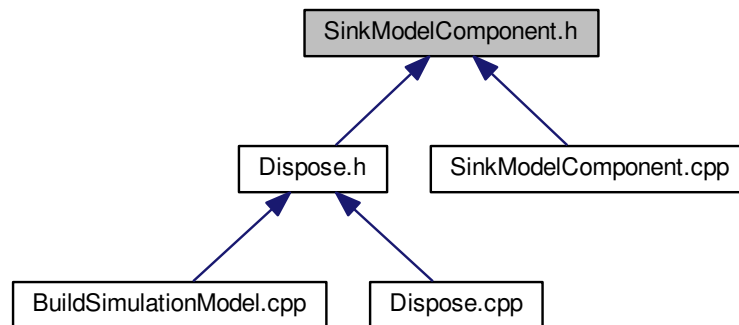 SinkModelComponent.h
Dispose.h
SinkModelComponent.cpp
BuildSimulationModel.cpp
Dispose.cpp